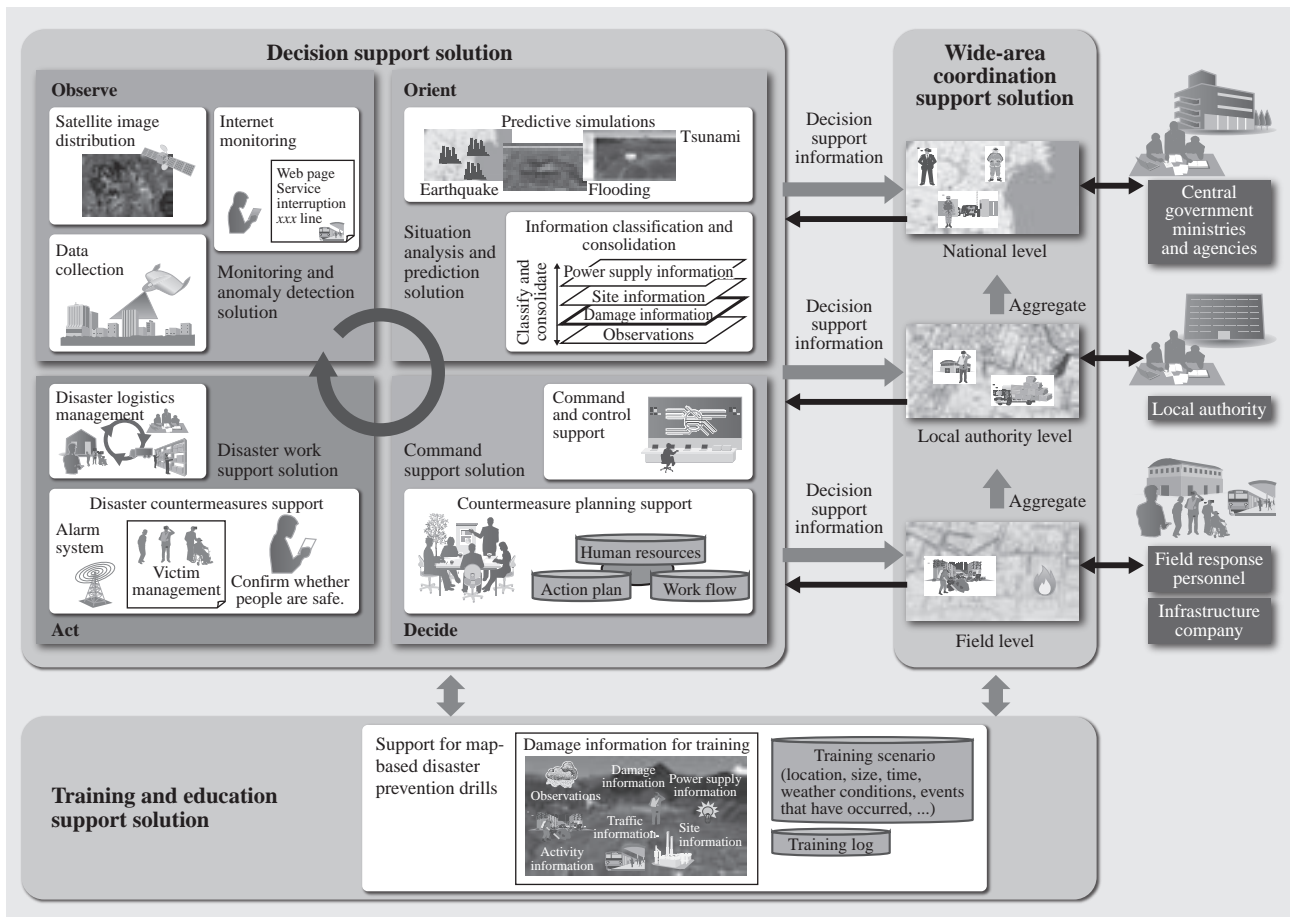 Decision support solution
Observe
Satellite image
distribution
Internet
monitoring
Web page
Service
interruption
xxx line
Data
collection
Monitoring and
anomaly detection
solution
Orient
Predictive simulations
Tsunami
Earthquake
Flooding
Situation
analysis and
prediction
solution
Information classification and
consolidation
Classify and
consolidate
Power supply information
Site information
Damage information
Observations
Disaster logistics
management
Disaster work
support solution
Disaster countermeasures support
Alarm
system
Victim
management
Confirm whether
people are safe.
Act
Command
support solution
Command
and control
support
Countermeasure planning support
Human resources
Action plan
Work flow
Decide
Decision
support
information
Decision
support
information
Decision
support
information
Wide-area
coordination
support solution
National level
Aggregate
Local authority level
Aggregate
Field level
Central
government
ministries
and agencies
Local authority
Field response
personnel
Infrastructure
company
Training and education
support solution
Support for map-
based disaster
prevention drills
Damage information for training
Observations
Damage
information
Power supply
information
Traffic
information
Site
information
Activity
information
Training scenario
(location, size, time,
weather conditions, events
that have occurred, ...)
Training log